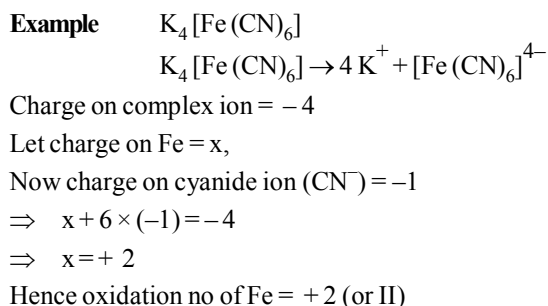 Example K₄[Fe(CN)₆]
K₄[Fe(CN)₆] → 4 K⁺ + [Fe(CN)₆]⁴⁻
Charge on complex ion = – 4
Let charge on Fe = x,
Now charge on cyanide ion (CN⁻) = –1
⇒ x + 6 × (–1) = – 4
⇒ x = + 2
Hence oxidation no of Fe = +2 (or II)